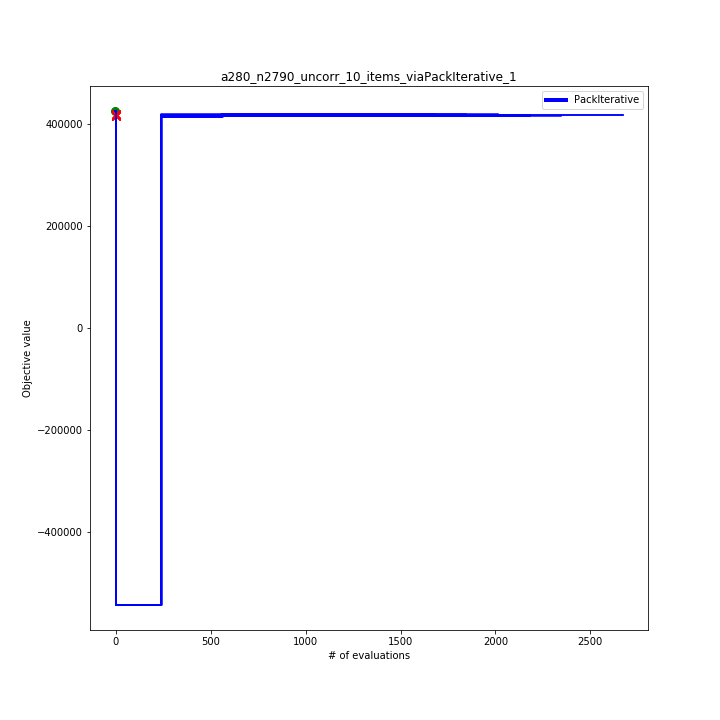 a280_n2790_uncorr_10_items_viaPackIterative_1
PackIterative
400000
200000
0
−200000
−400000
Objective value
0 500 1000 1500 2000 2500
# of evaluations